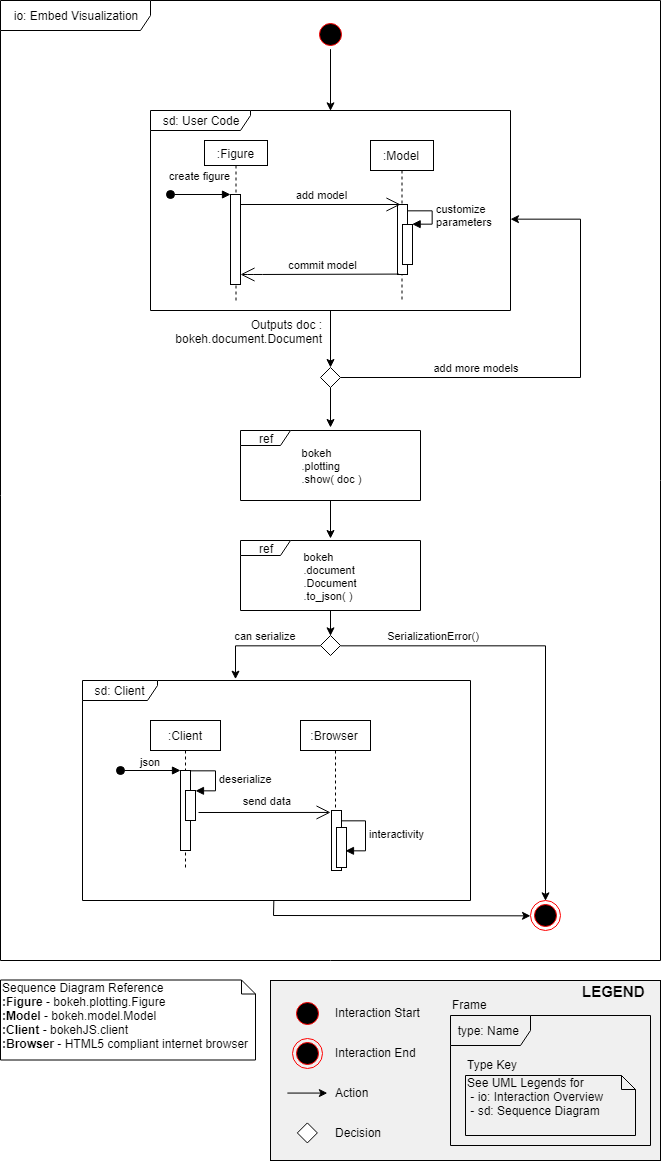 io: Embed Visualization
sd: User Code
:Figure
:Model
create figure
add model
customize
parameters
commit model
Outputs doc :
bokeh.document.Document
add more models
ref
bokeh
.plotting
.show( doc )
ref
bokeh
.document
.Document
.to_json( )
can serialize
SerializationError()
sd: Client
:Client
:Browser
json
deserialize
send data
interactivity
Sequence Diagram Reference
:Figure - bokeh.plotting.Figure
:Model - bokeh.model.Model
:Client - bokehJS.client
:Browser - HTML5 compliant internet browser
LEGEND
Interaction Start
Interaction End
Action
Decision
Frame
type: Name
Type Key
See UML Legends for
- io: Interaction Overview
- sd: Sequence Diagram